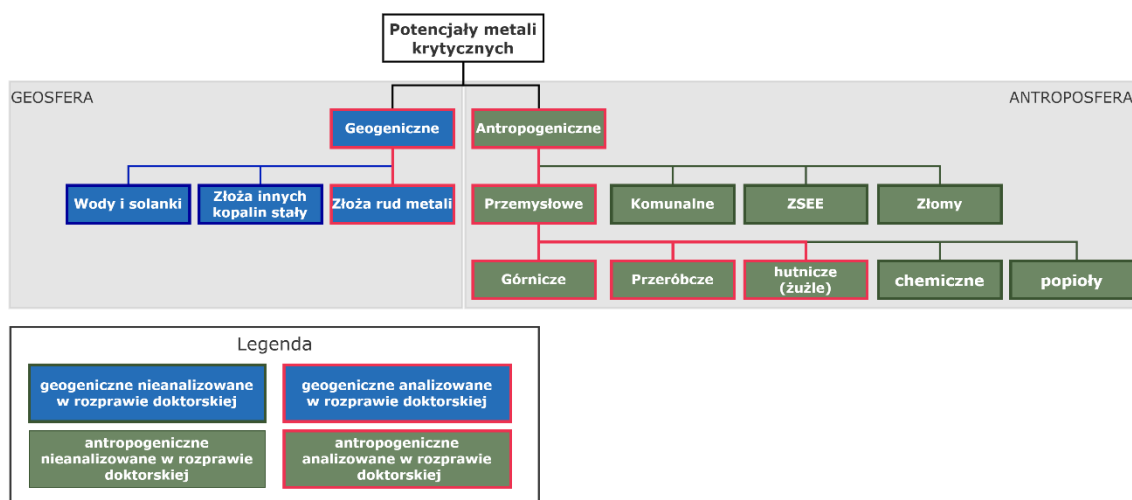 Potencjały metali
krytycznych
GEOSFERA
ANTROPOSFERA
Geogeniczne
Antropogeniczne
Wody i solanki
Złoża innych
kopalin stały
Złoża rud metali
Przemysłowe
Komunalne
ZSEE
Złomy
Górnicze
Przeróbcze
hutnicze
(żużle)
chemiczne
popioły
Legenda
geogeniczne nieanalizowane
w rozprawie doktorskiej
geogeniczne analizowane
w rozprawie doktorskiej
antropogeniczne
nieanalizowane w rozprawie
doktorskiej
antropogeniczne
analizowane w rozprawie
doktorskiej